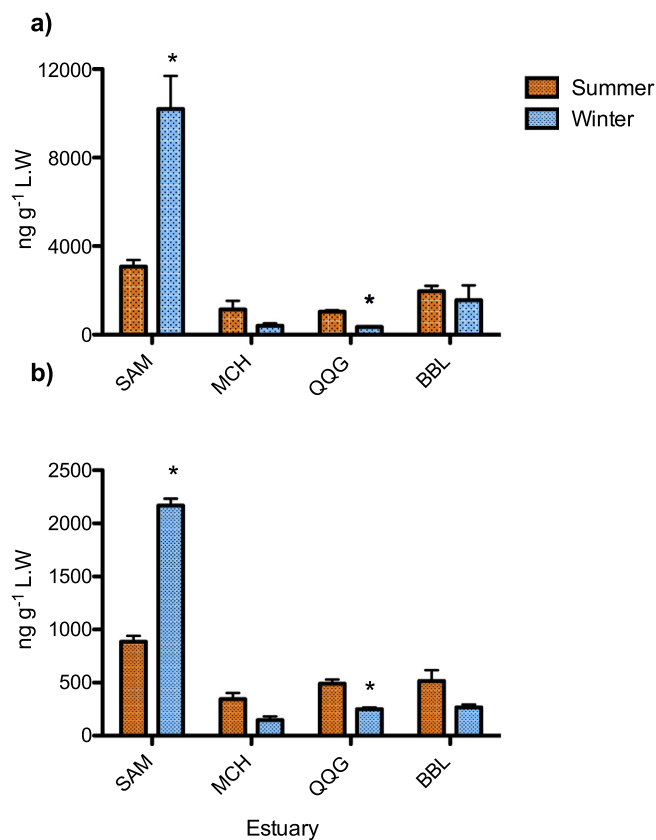 a)
*
12000
Summer
Winter
8000
ng g⁻¹ L.W
4000
*
0
SAM
MCH
QQG
BBL
b)
2500
*
2000
1500
ng g⁻¹ L.W
1000
500
*
0
SAM
MCH
QQG
BBL
Estuary